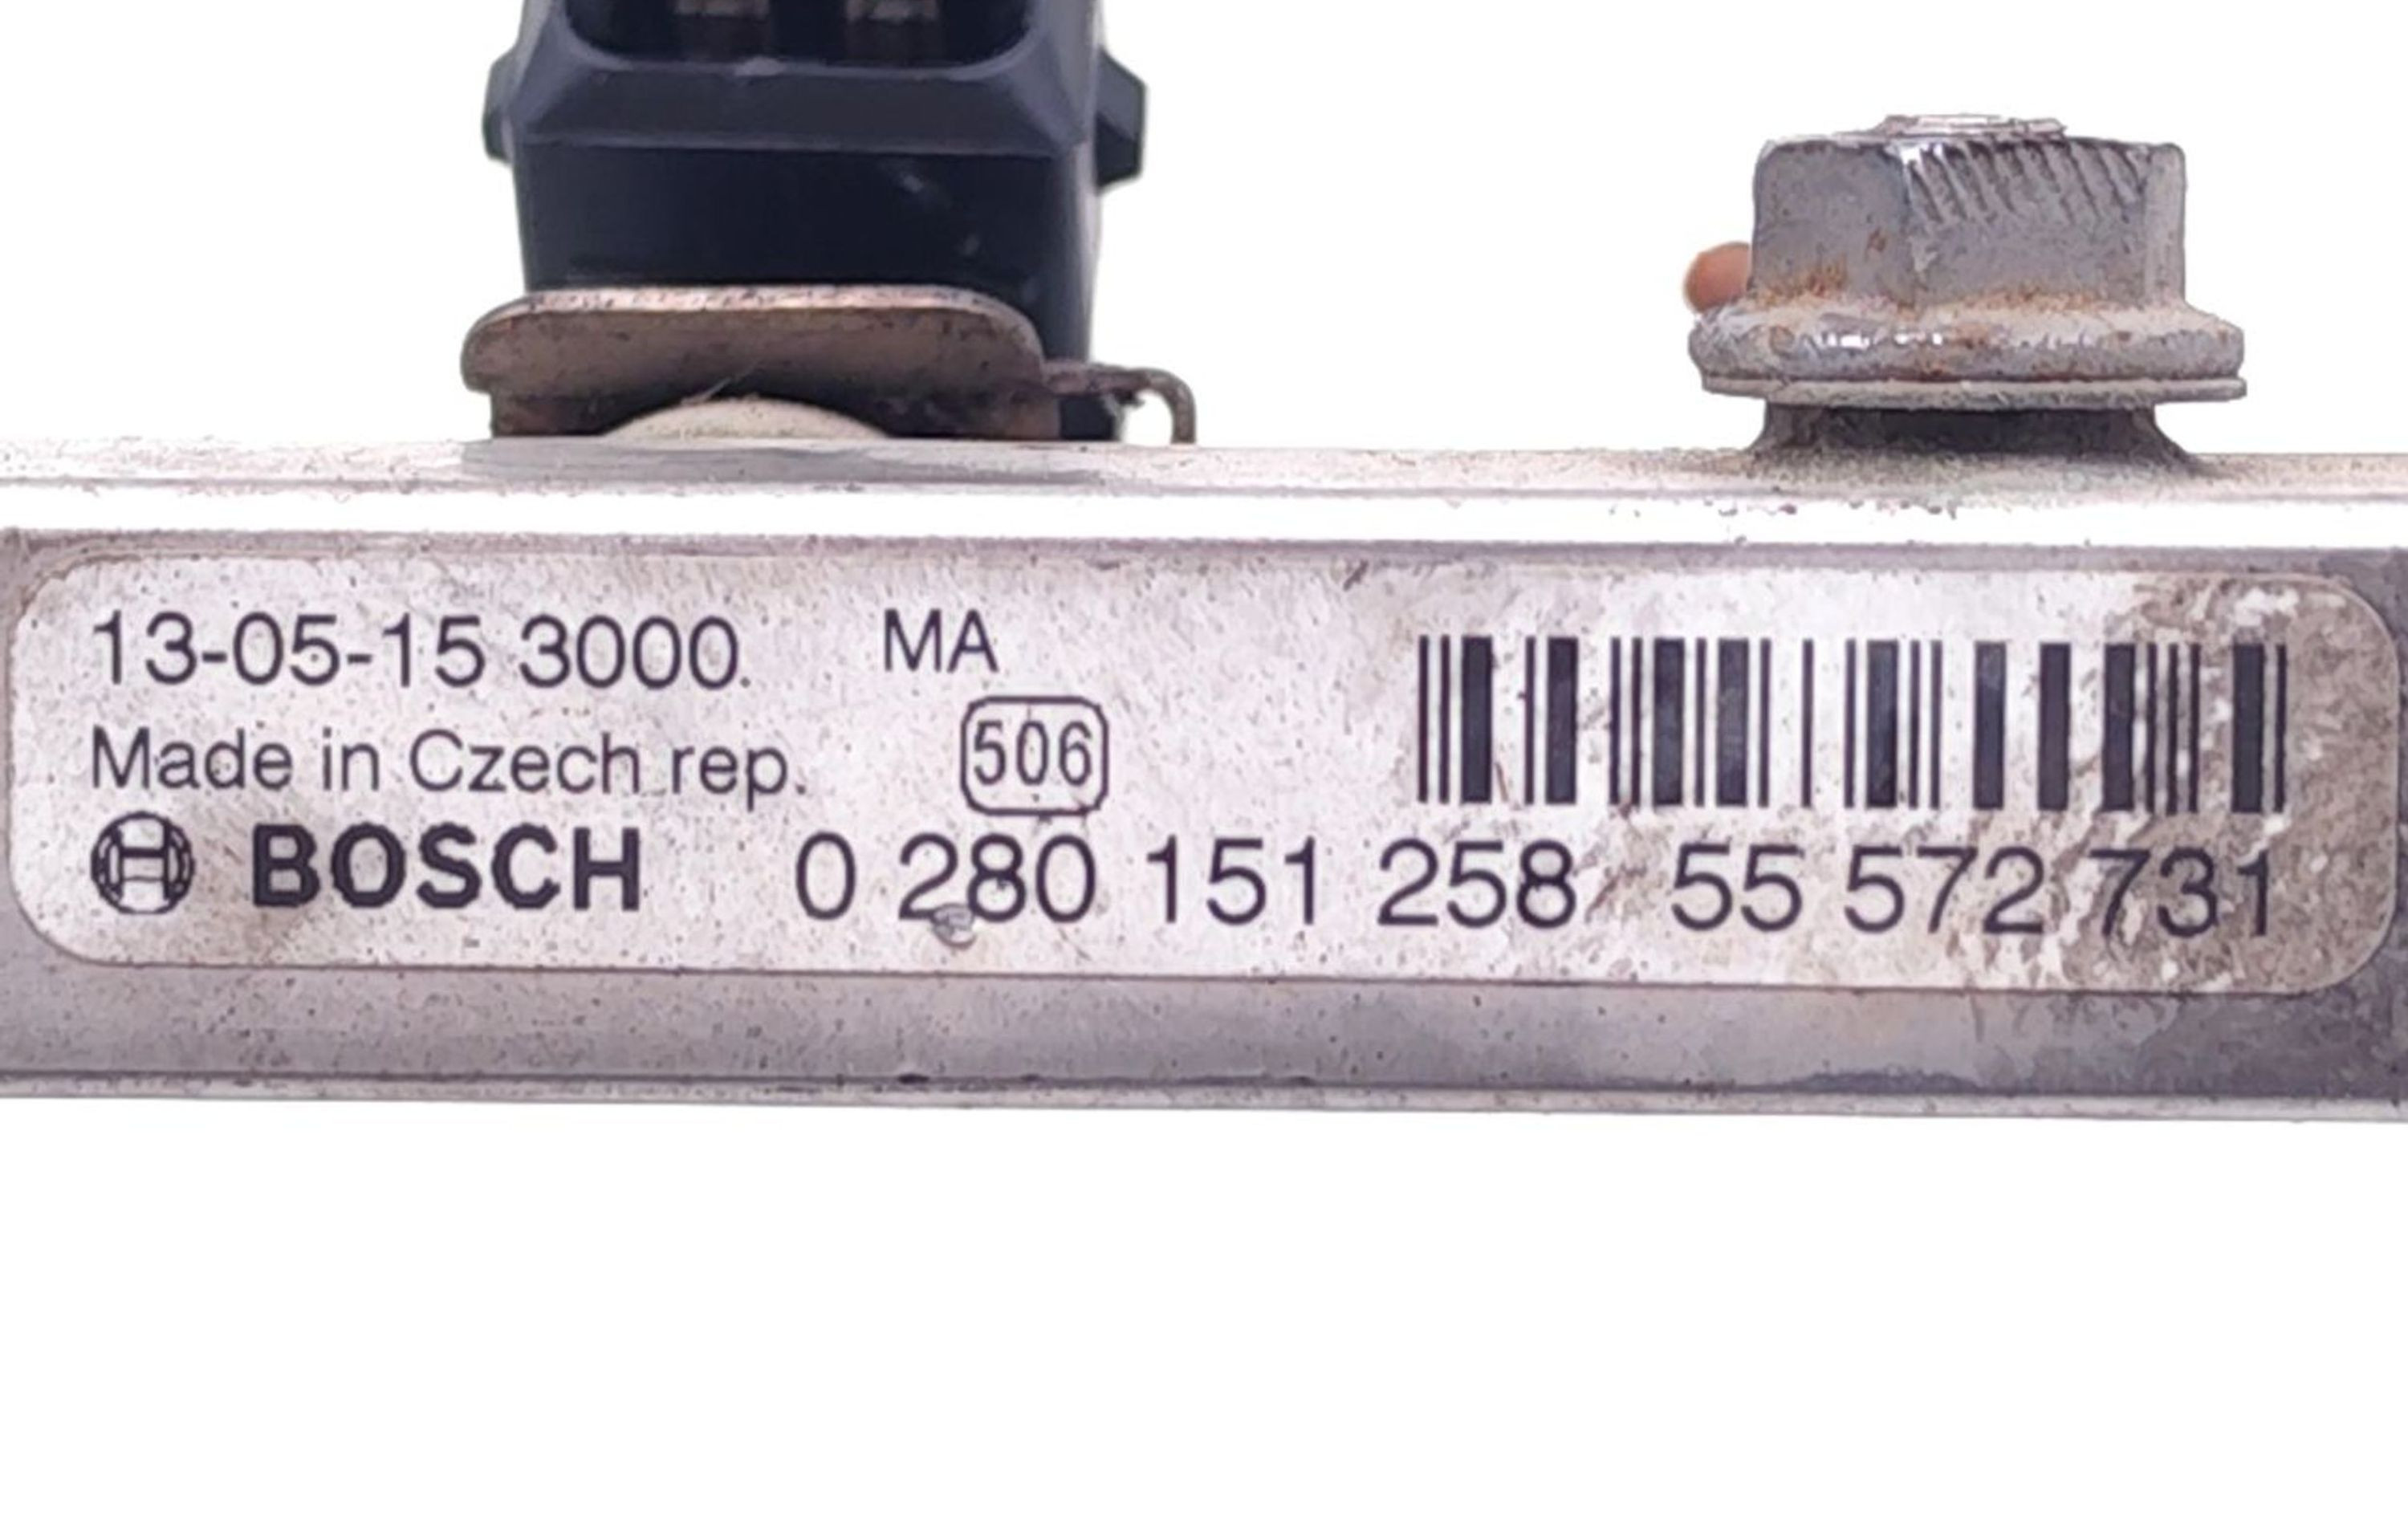 13-05-15 3000. MA
Made in Czech rep. 506
BOSCH 0 280 151 258 55 572 731